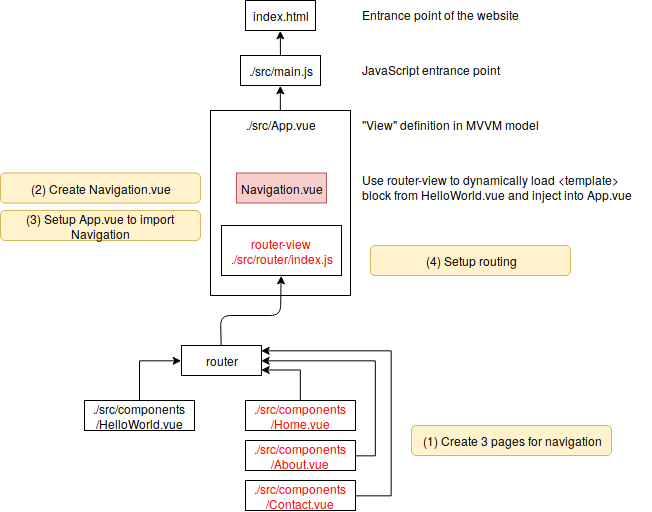 index.html
Entrance point of the website
./src/main.js
JavaScript entrance point
./src/App.vue
"View" definition in MVVM model
(2) Create Navigation.vue
Navigation.vue
Use router-view to dynamically load <template>
block from HelloWorld.vue and inject into App.vue
(3) Setup App.vue to import
Navigation
router-view
./src/router/index.js
(4) Setup routing
router
./src/components
/HelloWorld.vue
./src/components
/Home.vue
./src/components
/About.vue
(1) Create 3 pages for navigation
./src/components
/Contact.vue